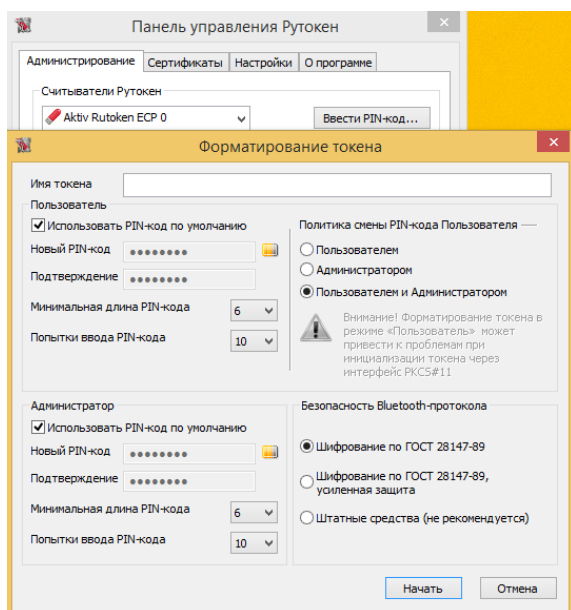 Панель управления Рутокен
Администрирование Сертификаты Настройки О программе
Считыватели Рутокен
Aktiv Rutoken ECP 0 Ввести PIN-код...
Форматирование токена
Имя токена
Пользователь
Использовать PIN-код по умолчанию
Новый PIN-код
Подтверждение
Минимальная длина PIN-кода 6
Попытки ввода PIN-кода 10
Политика смены PIN-кода Пользователя
Пользователем
Администратором
Пользователем и Администратором
Внимание! Форматирование токена в
режиме «Пользователь» может
привести к проблемам при
инициализации токена через
интерфейс PKCS#11
Администратор
Использовать PIN-код по умолчанию
Новый PIN-код
Подтверждение
Минимальная длина PIN-кода 6
Попытки ввода PIN-кода 10
Безопасность Bluetooth-протокола
Шифрование по ГОСТ 28147-89
Шифрование по ГОСТ 28147-89,
усиленная защита
Штатные средства (не рекомендуется)
Начать Отмена